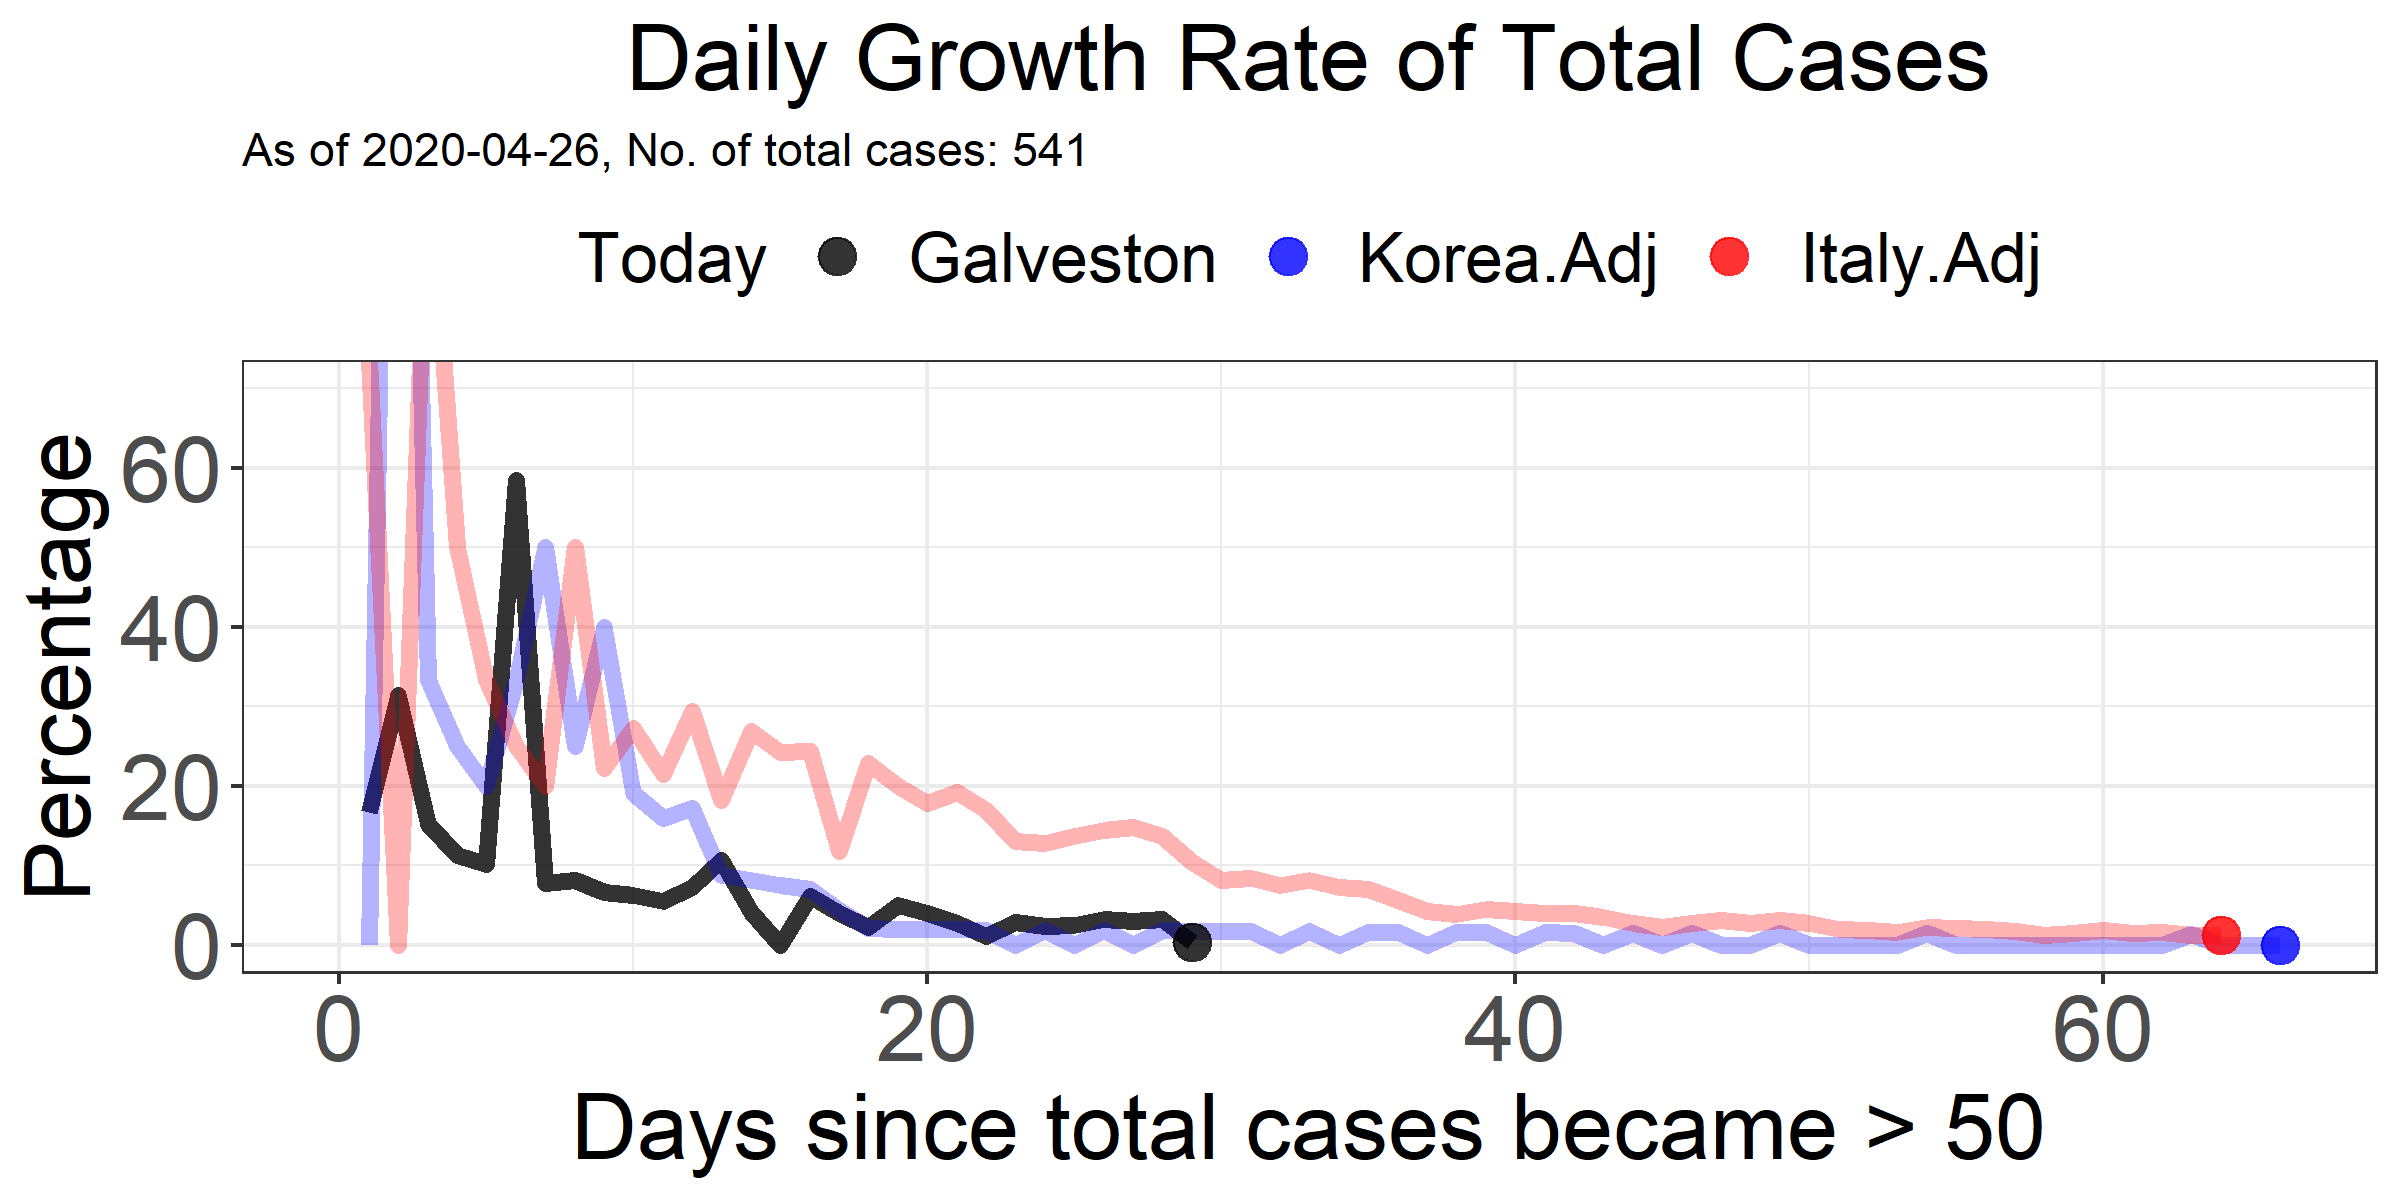 Daily Growth Rate of Total Cases
As of 2020-04-26, No. of total cases: 541
Today Galveston Korea.Adj Italy.Adj
Percentage
60
40
20
0
0 20 40 60
Days since total cases became > 50